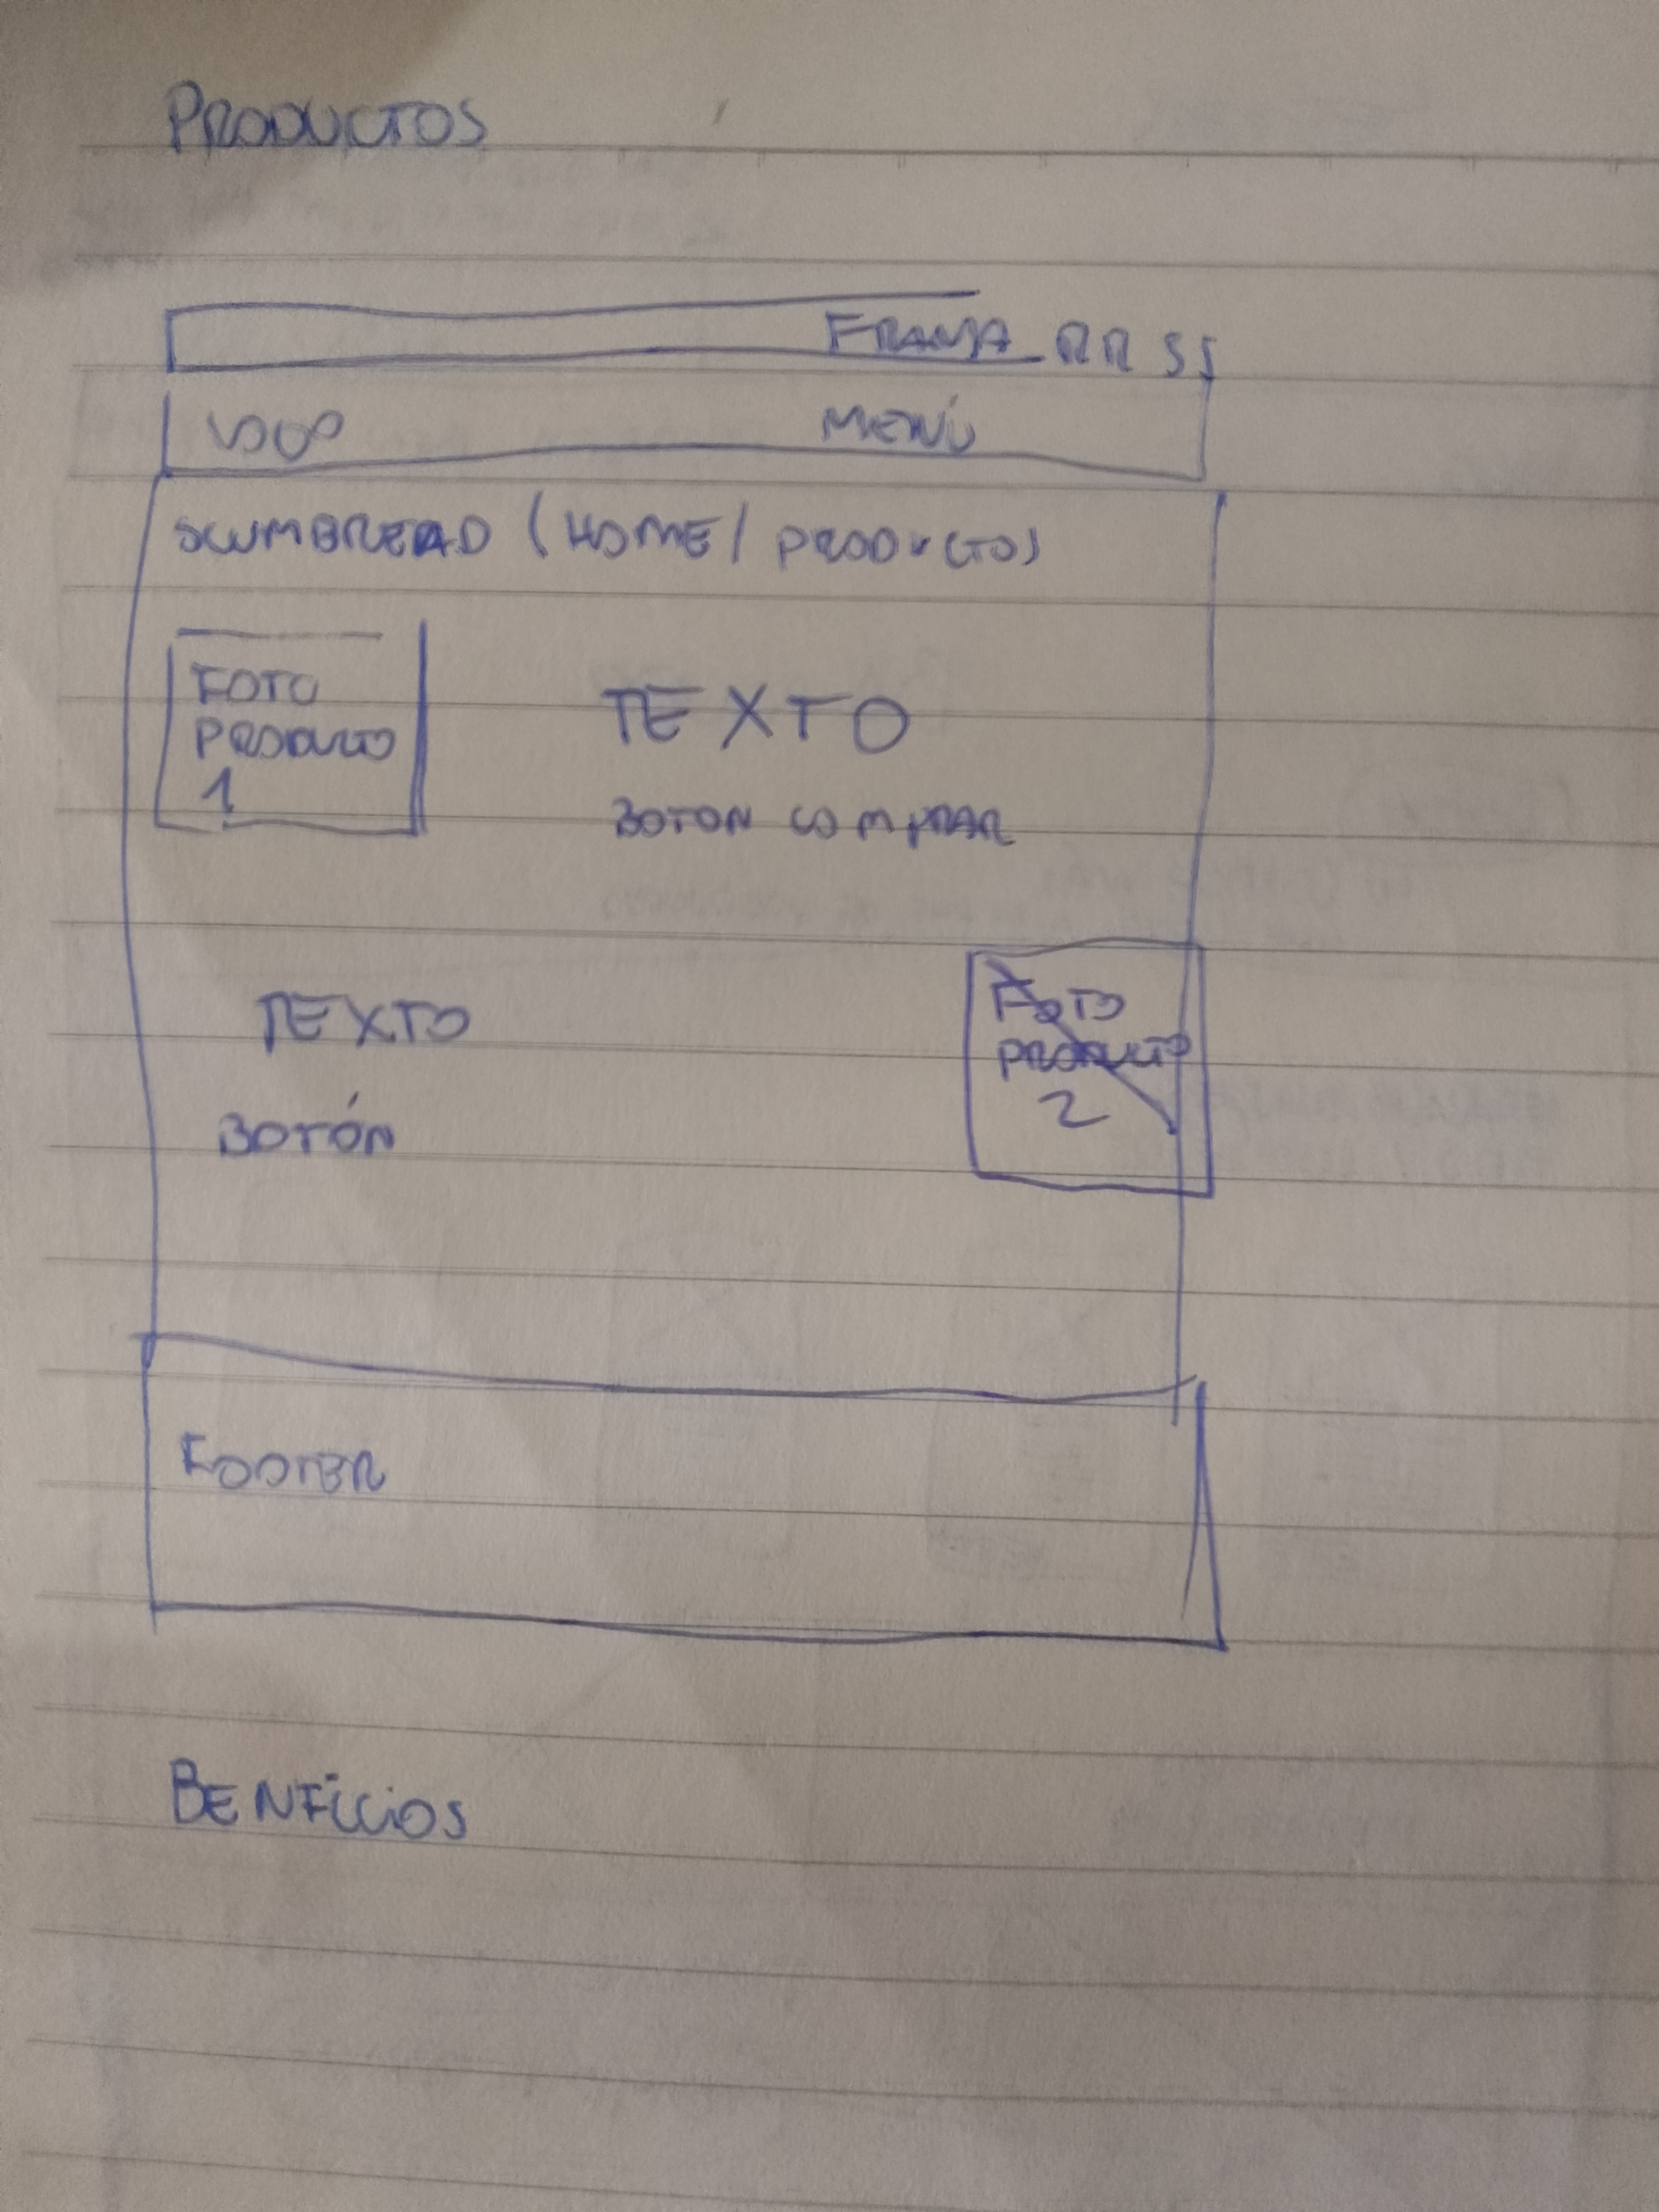 PRODUCTOS
FRANJA RRSS
LOGO MENÚ
(HOME / PRODUCTOS
FOTO
PRODUCTO
1
TEXTO
BOTON COMPRAR
TEXTO
BOTÓN
FOTO
PRODUCTO
2
FOOTER
BENFICIOS